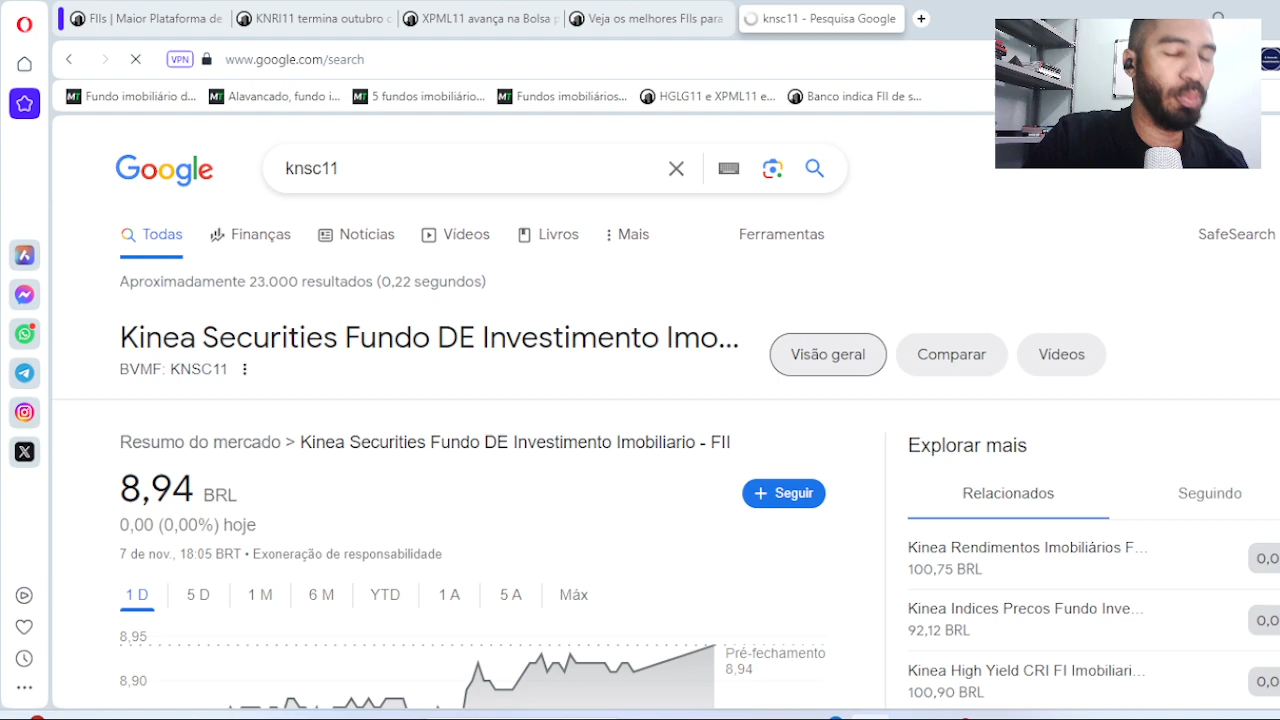 FIIs | Maior Plataforma de
KNRI11 termina outubro c
XPML11 avança na Bolsa p
Veja os melhores FIIs para
knsc11 - Pesquisa Google
VPN
www.google.com/search
Fundo imobiliário d...
Alavancado, fundo i...
5 fundos imobiliário...
Fundos imobiliários...
HGLG11 e XPML11 e...
Banco indica FII de s...
Google
knsc11
Todas
Finanças
Notícias
Vídeos
Livros
Mais
Ferramentas
SafeSearch
Aproximadamente 23.000 resultados (0,22 segundos)
Kinea Securities Fundo DE Investimento Imo...
BVMF: KNSC11
Visão geral
Comparar
Vídeos
Resumo do mercado > Kinea Securities Fundo DE Investimento Imobiliario - FII
8,94 BRL
+ Seguir
0,00 (0,00%) hoje
7 de nov., 18:05 BRT • Exoneração de responsabilidade
1 D
5 D
1 M
6 M
YTD
1 A
5 A
Máx
8,95
8,90
Pré-fechamento
8,94
Explorar mais
Relacionados
Seguindo
Kinea Rendimentos Imobiliários F...
100,75 BRL
0,0
Kinea Indices Precos Fundo Inve...
92,12 BRL
0,0
Kinea High Yield CRI FI Imobiliari...
100,90 BRL
0,0